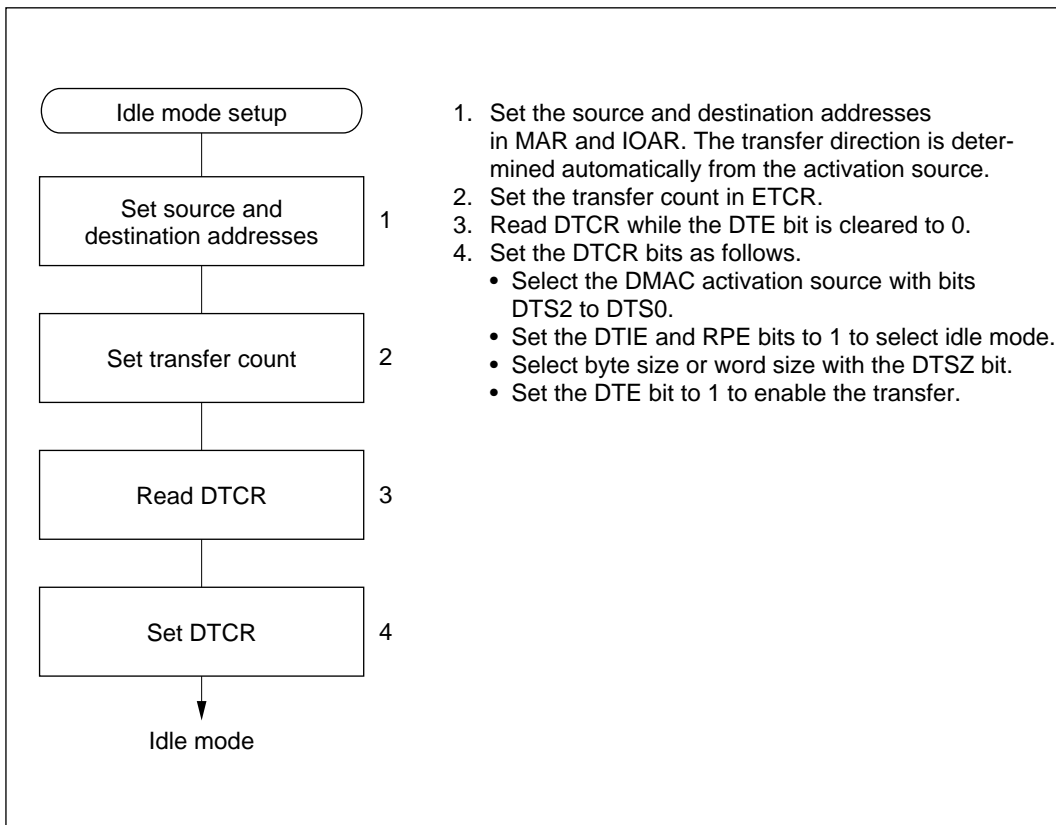 Idle mode setup
Set source and
destination addresses
1
Set transfer count
2
Read DTCR
3
Set DTCR
4
Idle mode
1. Set the source and destination addresses
in MAR and IOAR. The transfer direction is deter-
mined automatically from the activation source.
2. Set the transfer count in ETCR.
3. Read DTCR while the DTE bit is cleared to 0.
4. Set the DTCR bits as follows.
• Select the DMAC activation source with bits
DTS2 to DTS0.
• Set the DTIE and RPE bits to 1 to select idle mode.
• Select byte size or word size with the DTSZ bit.
• Set the DTE bit to 1 to enable the transfer.